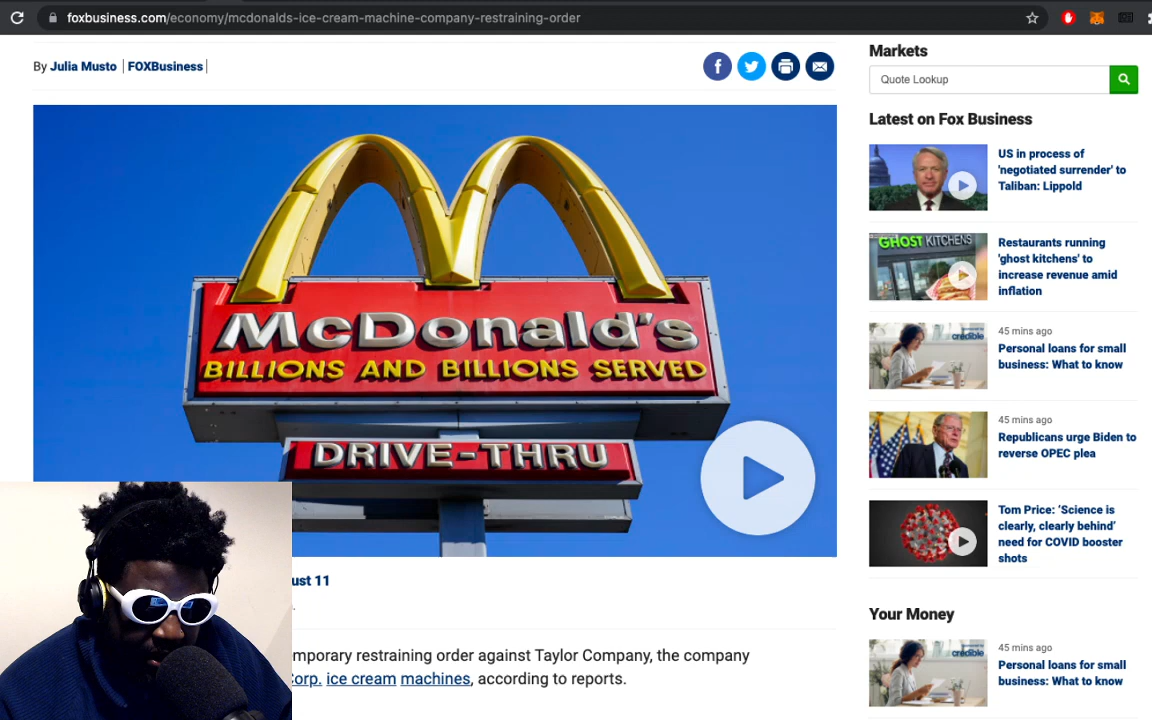 foxbusiness.com/economy/mcdonalds-ice-cream-machine-company-restraining-order
By Julia Musto | FOXBusiness |
McDonald's
BILLIONS AND BILLIONS SERVED
DRIVE-THRU
ust 11
mporary restraining order against Taylor Company, the company
orp. ice cream machines, according to reports.
Markets
Quote Lookup
Latest on Fox Business
US in process of
'negotiated surrender' to
Taliban: Lippold
GHOST KITCHENS
Restaurants running
'ghost kitchens' to
increase revenue amid
inflation
credible
45 mins ago
Personal loans for small
business: What to know
45 mins ago
Republicans urge Biden to
reverse OPEC plea
Tom Price: ‘Science is
clearly, clearly behind’
need for COVID booster
shots
Your Money
credible
45 mins ago
Personal loans for small
business: What to know